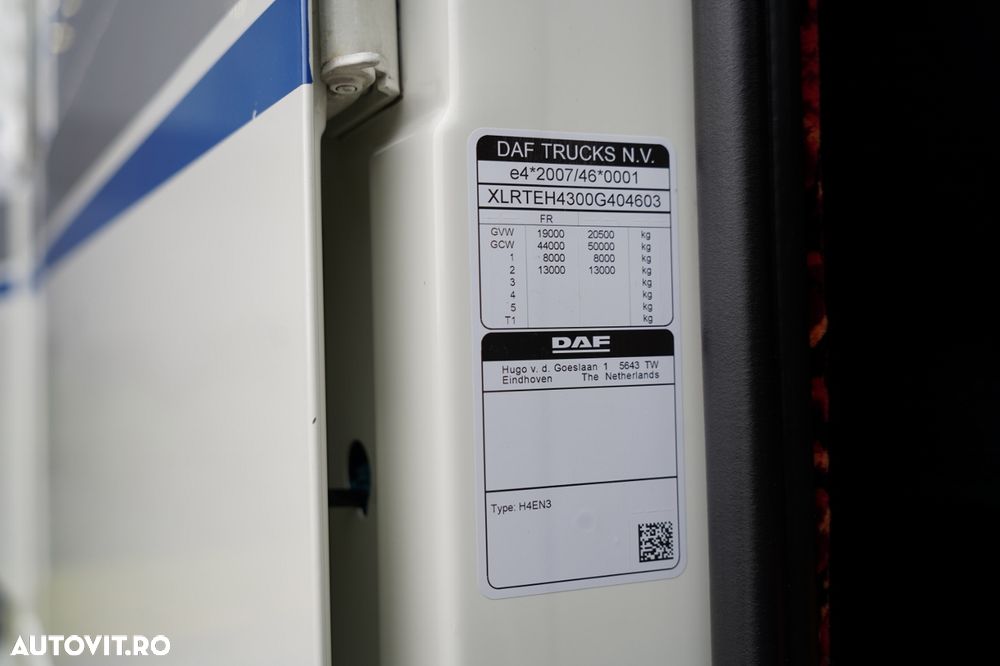 DAF TRUCKS N.V.
e4*2007/46*0001
XLRTEH4300G404603
FR
GVW 19000 20500 kg
GCW 44000 50000 kg
1 8000 8000 kg
2 13000 13000 kg
3 kg
4 kg
5 kg
T1 kg
DAF
Hugo v. d. Goeslaan 1 5643 TW
Eindhoven The Netherlands
Type: H4EN3
AUTOVIT.RO